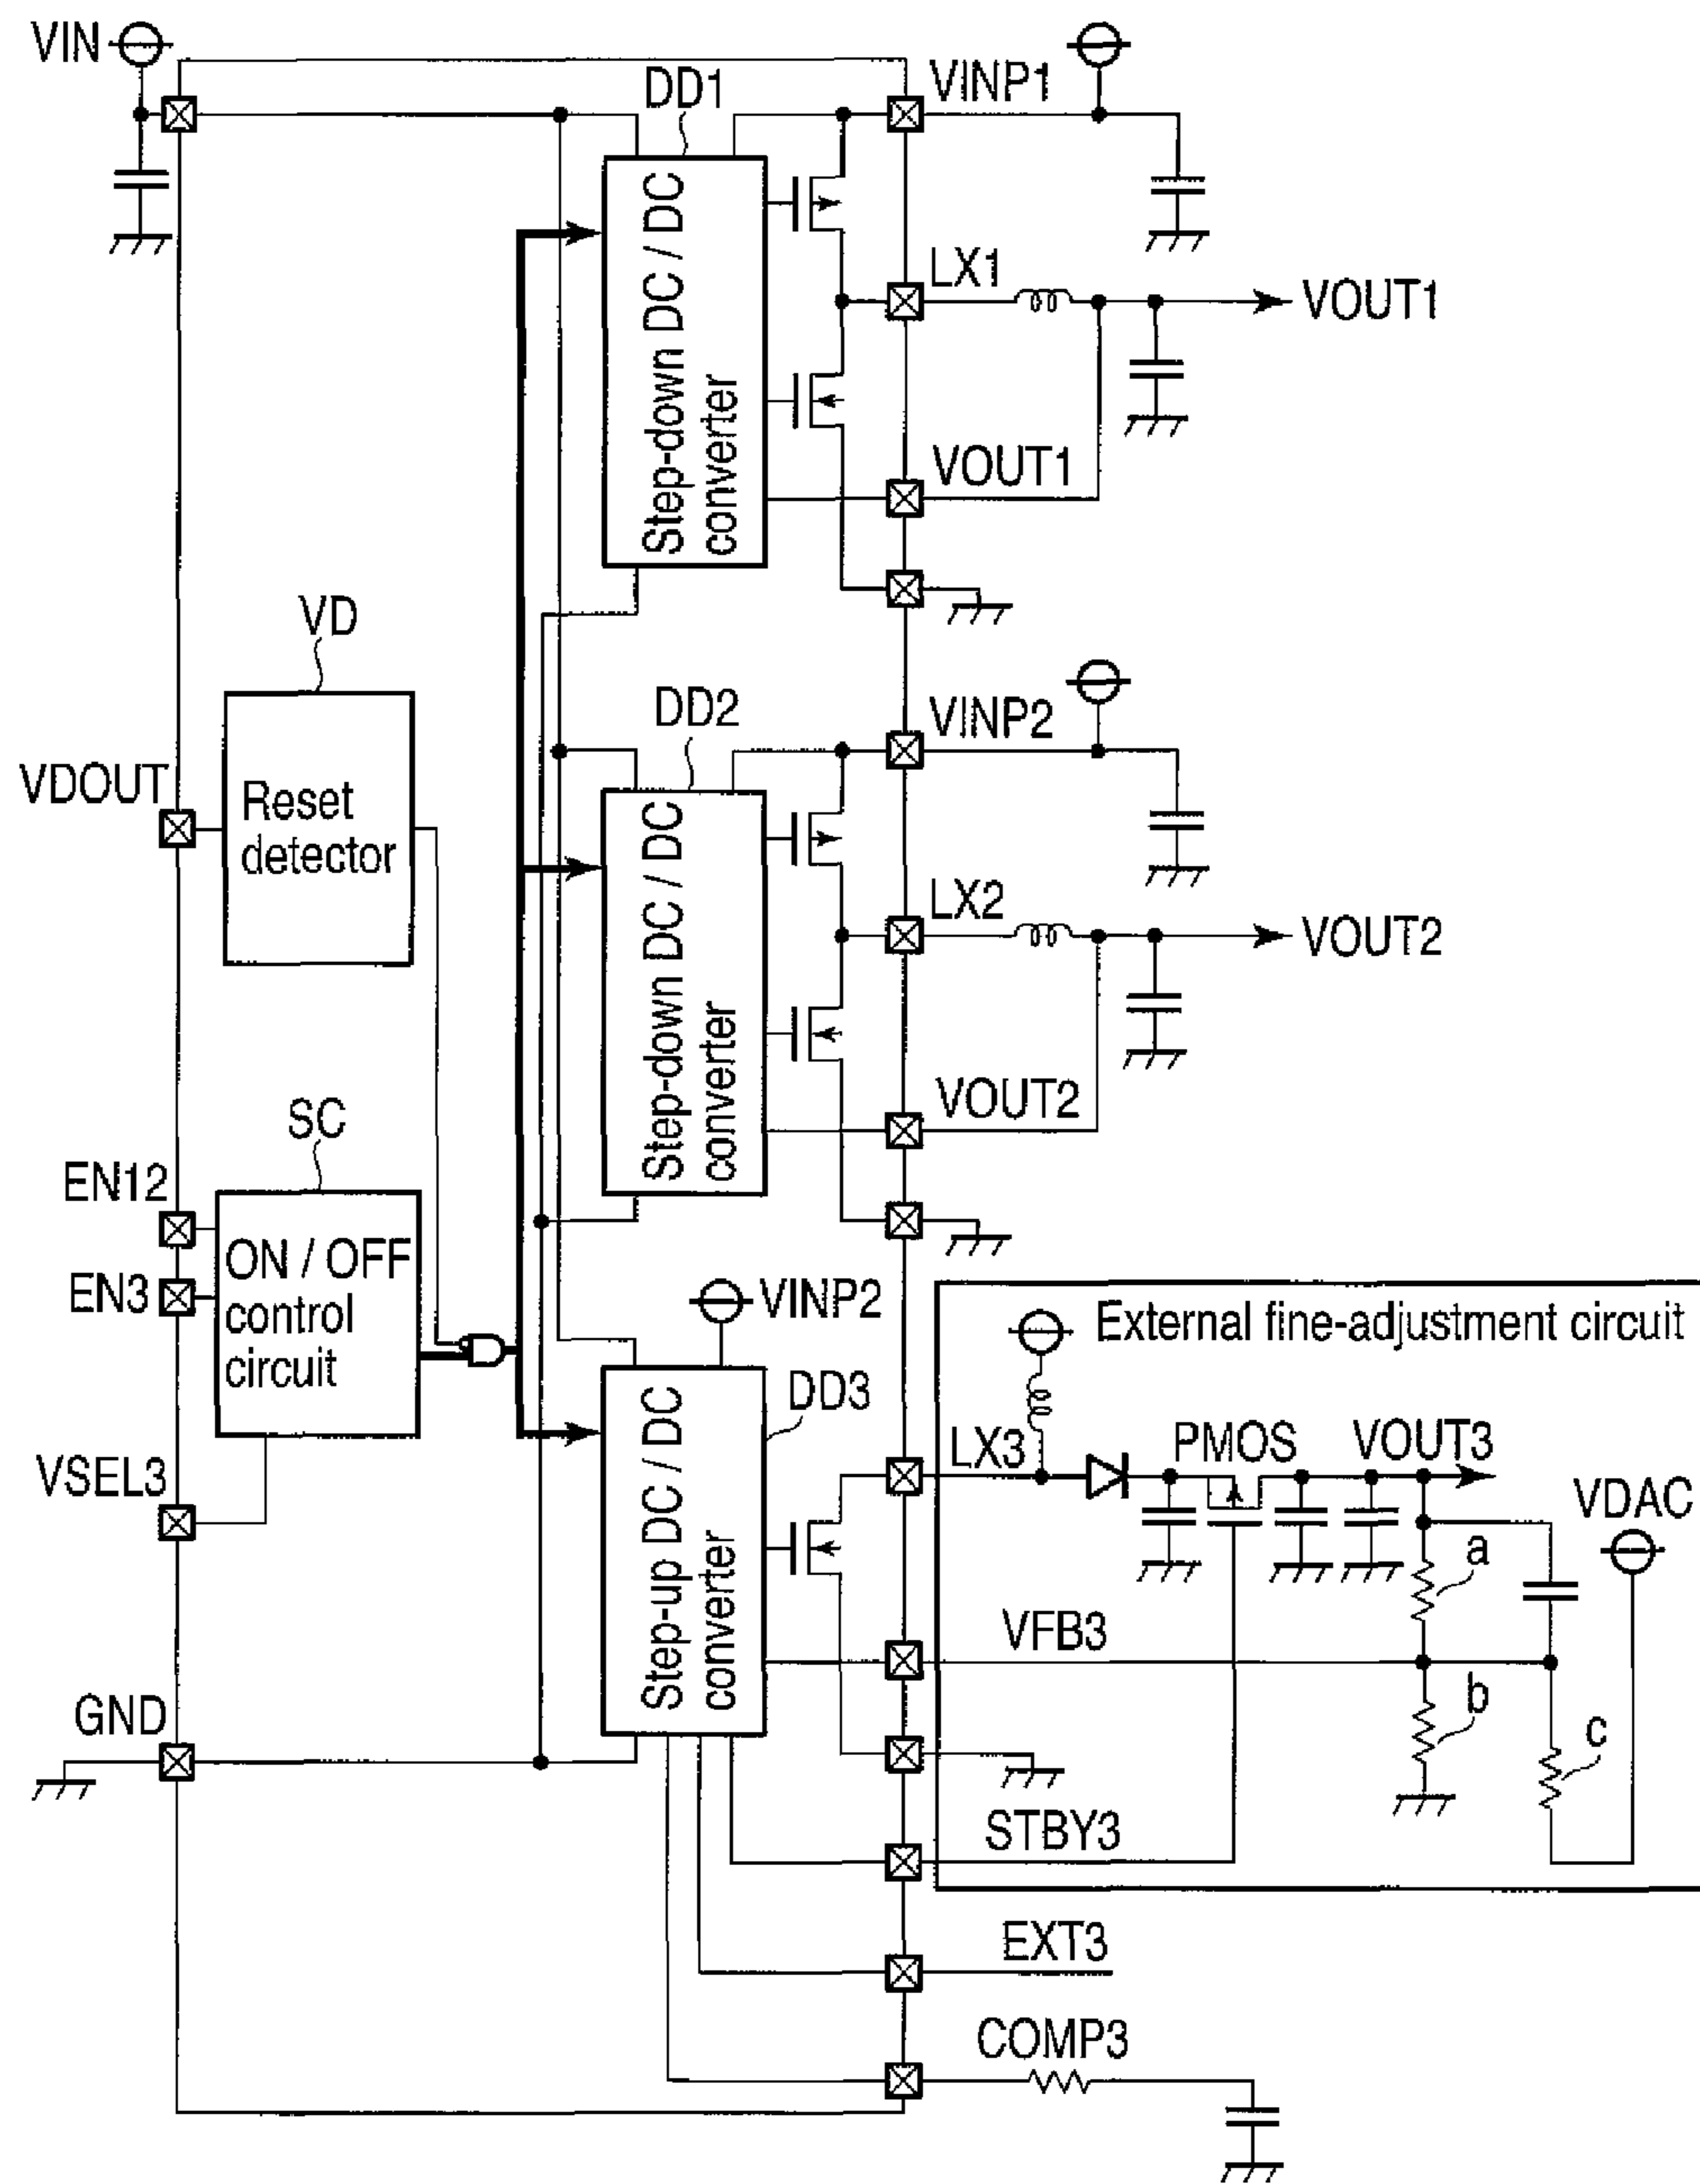 VIN
VINP1
DD1
Step-down DC / DC
converter
LX1
VOUT1
VOUT1
VD
Reset
detector
VDOUT
DD2
VINP2
Step-down DC / DC
converter
LX2
VOUT2
VOUT2
SC
EN12
EN3
ON / OFF
control
circuit
VSEL3
VINP2
DD3
Step-up DC / DC
converter
External fine-adjustment circuit
LX3
PMOS
VOUT3
VDAC
a
VFB3
b
c
GND
STBY3
EXT3
COMP3